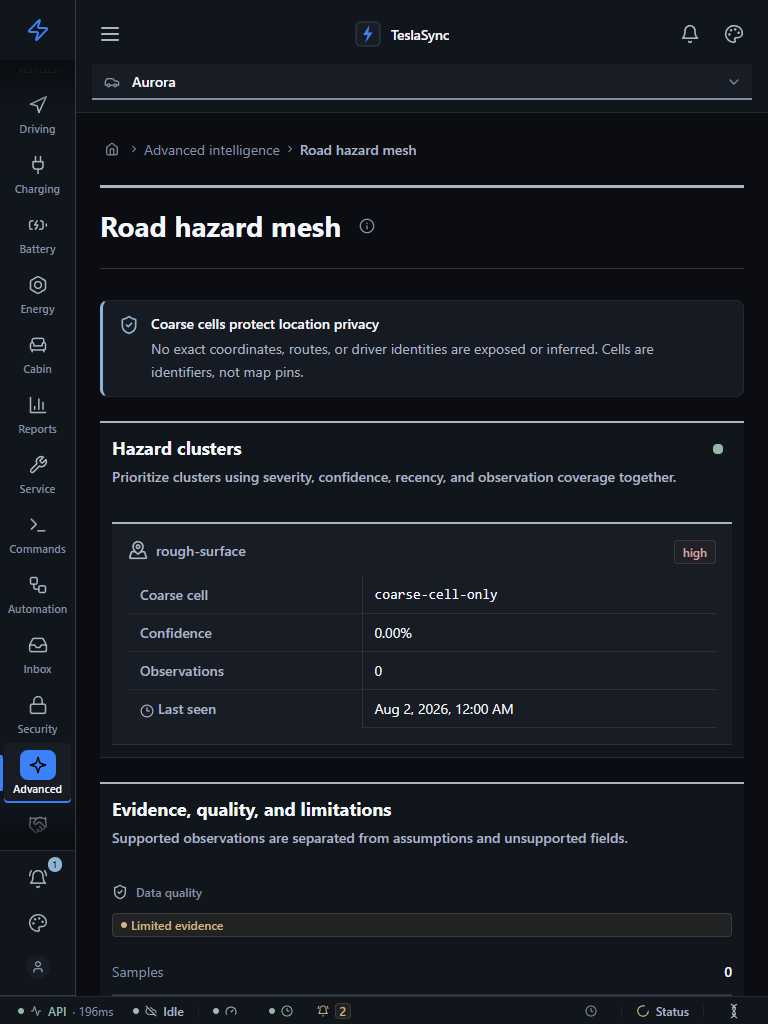 TeslaSync
Aurora
Driving
Charging
Battery
Energy
Cabin
Reports
Service
Commands
Automation
Inbox
Security
Advanced
1
Advanced intelligence
Road hazard mesh
Road hazard mesh
Coarse cells protect location privacy
No exact coordinates, routes, or driver identities are exposed or inferred. Cells are
identifiers, not map pins.
Hazard clusters
Prioritize clusters using severity, confidence, recency, and observation coverage together.
rough-surface
high
Coarse cell
coarse-cell-only
Confidence
0.00%
Observations
0
Last seen
Aug 2, 2026, 12:00 AM
Evidence, quality, and limitations
Supported observations are separated from assumptions and unsupported fields.
Data quality
Limited evidence
Samples
0
API · 196ms
Idle
2
Status